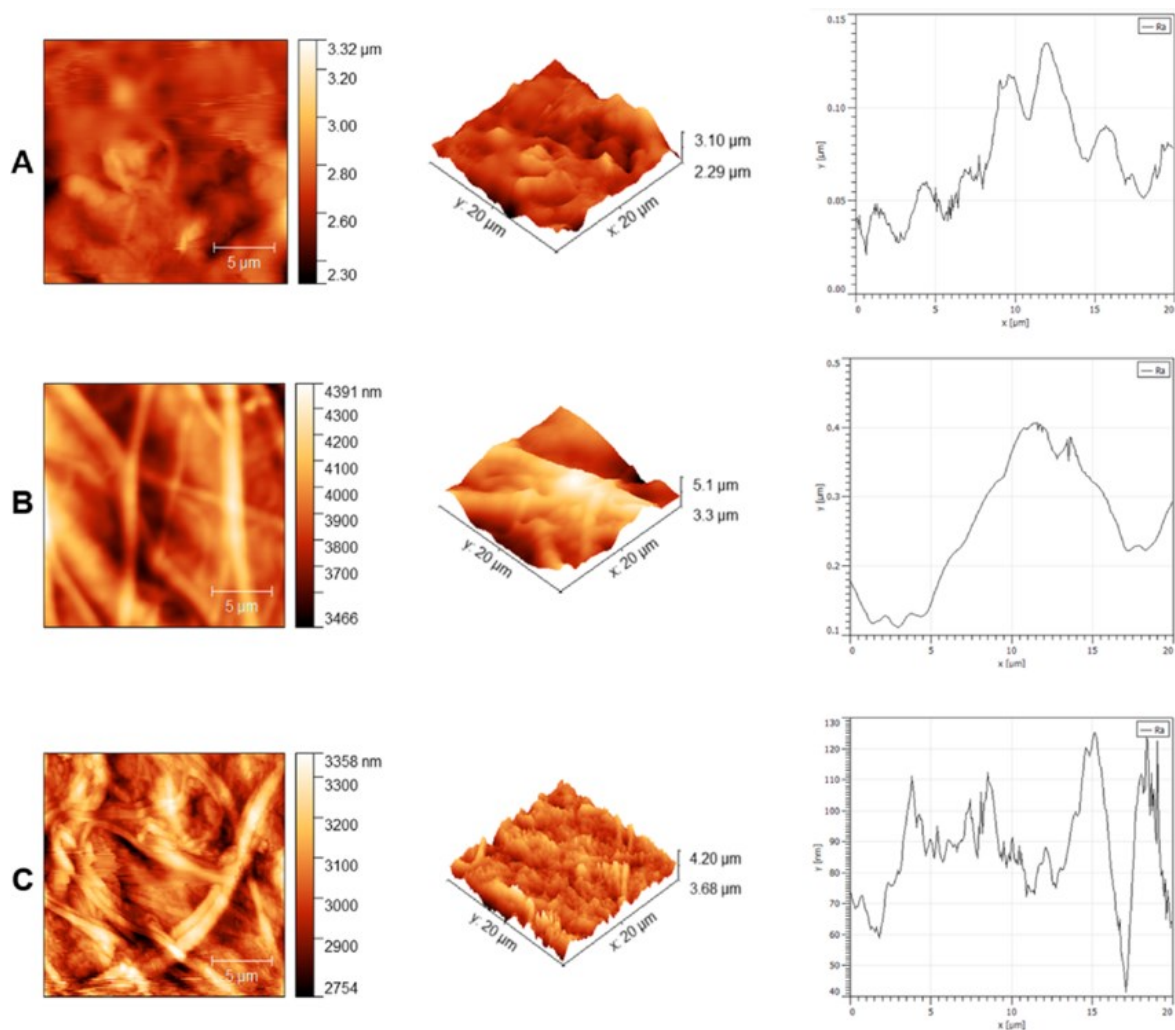 A
3.32 µm
3.20
3.00
2.80
2.60
2.30
5 µm
3.10 µm
2.29 µm
y: 20 µm
x: 20 µm
Ra
0.15
0.10
0.05
0.00
y [µm]
0 5 10 15 20
x [µm]
B
4391 nm
4300
4200
4100
4000
3900
3800
3700
3466
5 µm
5.1 µm
3.3 µm
y: 20 µm
x: 20 µm
Ra
0.5
0.4
0.3
0.2
0.1
y [µm]
0 5 10 15 20
x [µm]
C
3358 nm
3300
3200
3100
3000
2900
2754
5 µm
4.20 µm
3.68 µm
y: 20 µm
x: 20 µm
Ra
130
120
110
100
90
80
70
60
50
40
y [nm]
0 5 10 15 20
x [µm]